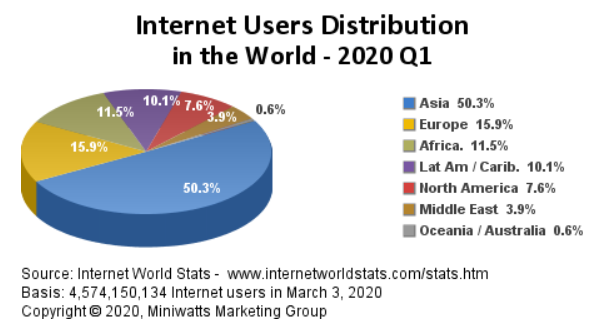 Internet Users Distribution
in the World - 2020 Q1
50.3%
15.9%
11.5%
10.1%
7.6%
3.9%
0.6%
Asia 50.3%
Europe 15.9%
Africa. 11.5%
Lat Am / Carib. 10.1%
North America 7.6%
Middle East 3.9%
Oceania / Australia 0.6%
Source: Internet World Stats - www.internetworldstats.com/stats.htm
Basis: 4,574,150,134 Internet users in March 3, 2020
Copyright © 2020, Miniwatts Marketing Group